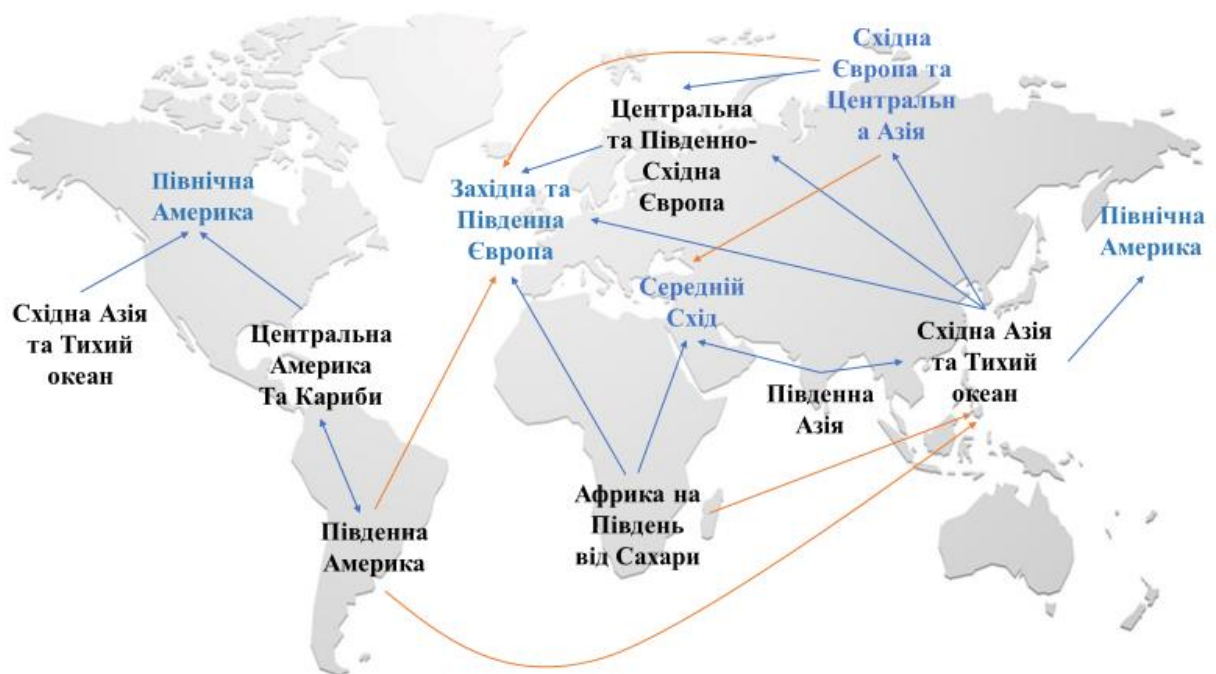 Східна
Європа та
Центральн
а Азія
Центральна
та Південно-
Східна
Європа
Північна
Америка
Західна та
Південна
Європа
Північна
Америка
Середній
Схід
Східна Азія
та Тихий
океан
Центральна
Америка
Та Кариби
Східна Азія
та Тихий
океан
Південна
Азія
Африка на
Південь
від Сахари
Південна
Америка